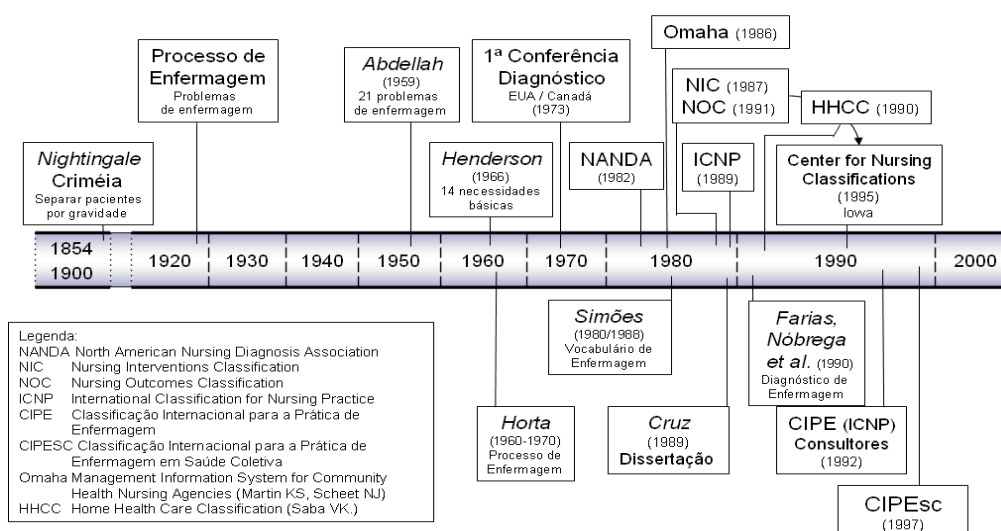 Nightingale
Criméia
Separar pacientes
por gravidade
Processo de
Enfermagem
Problemas
de enfermagem
Abdellah
(1959)
21 problemas
de enfermagem
Henderson
(1966)
14 necessidades
básicas
1ª Conferência
Diagnóstico
EUA / Canadá
(1973)
NANDA
(1982)
Omaha (1986)
NIC (1987)
NOC (1991)
ICNP
(1989)
HHCC (1990)
Center for Nursing
Classifications
(1995)
Iowa
1854
1900
1920
1930
1940
1950
1960
1970
1980
1990
2000
Legenda:
NANDA North American Nursing Diagnosis Association
NIC Nursing Interventions Classification
NOC Nursing Outcomes Classification
ICNP International Classification for Nursing Practice
CIPE Classificação Internacional para a Prática de
Enfermagem
CIPESC Classificação Internacional para a Prática de
Enfermagem em Saúde Coletiva
Omaha Management Information System for Community
Health Nursing Agencies (Martin KS, Scheet NJ)
HHCC Home Health Care Classification (Saba VK.)
Horta
(1960-1970)
Processo de
Enfermagem
Simões
(1980/1988)
Vocabulário de
Enfermagem
Cruz
(1989)
Dissertação
Farias,
Nóbrega
et al. (1990)
Diagnóstico de
Enfermagem
CIPE (ICNP)
Consultores
(1992)
CIPEsc
(1997)